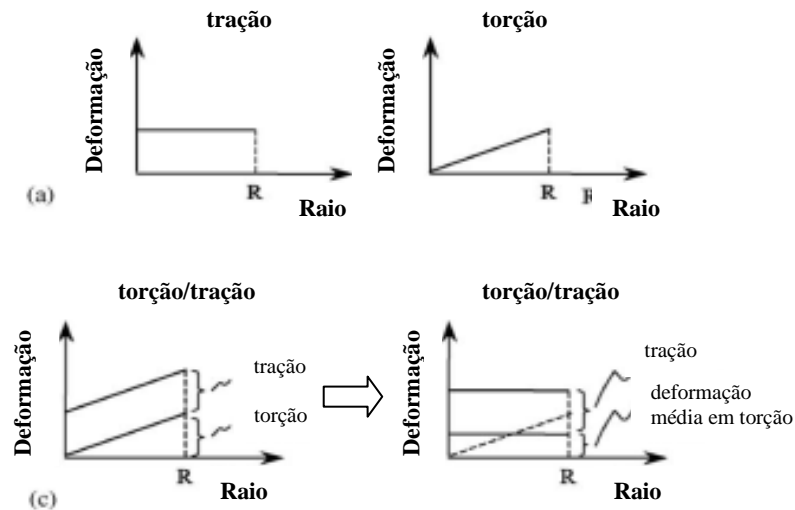 tração
torção
Deformação
Deformação
R
R
R
(a)
Raio
Raio
torção/tração
torção/tração
Deformação
Deformação
tração
torção
tração
deformação
média em torção
R
R
(c)
Raio
Raio